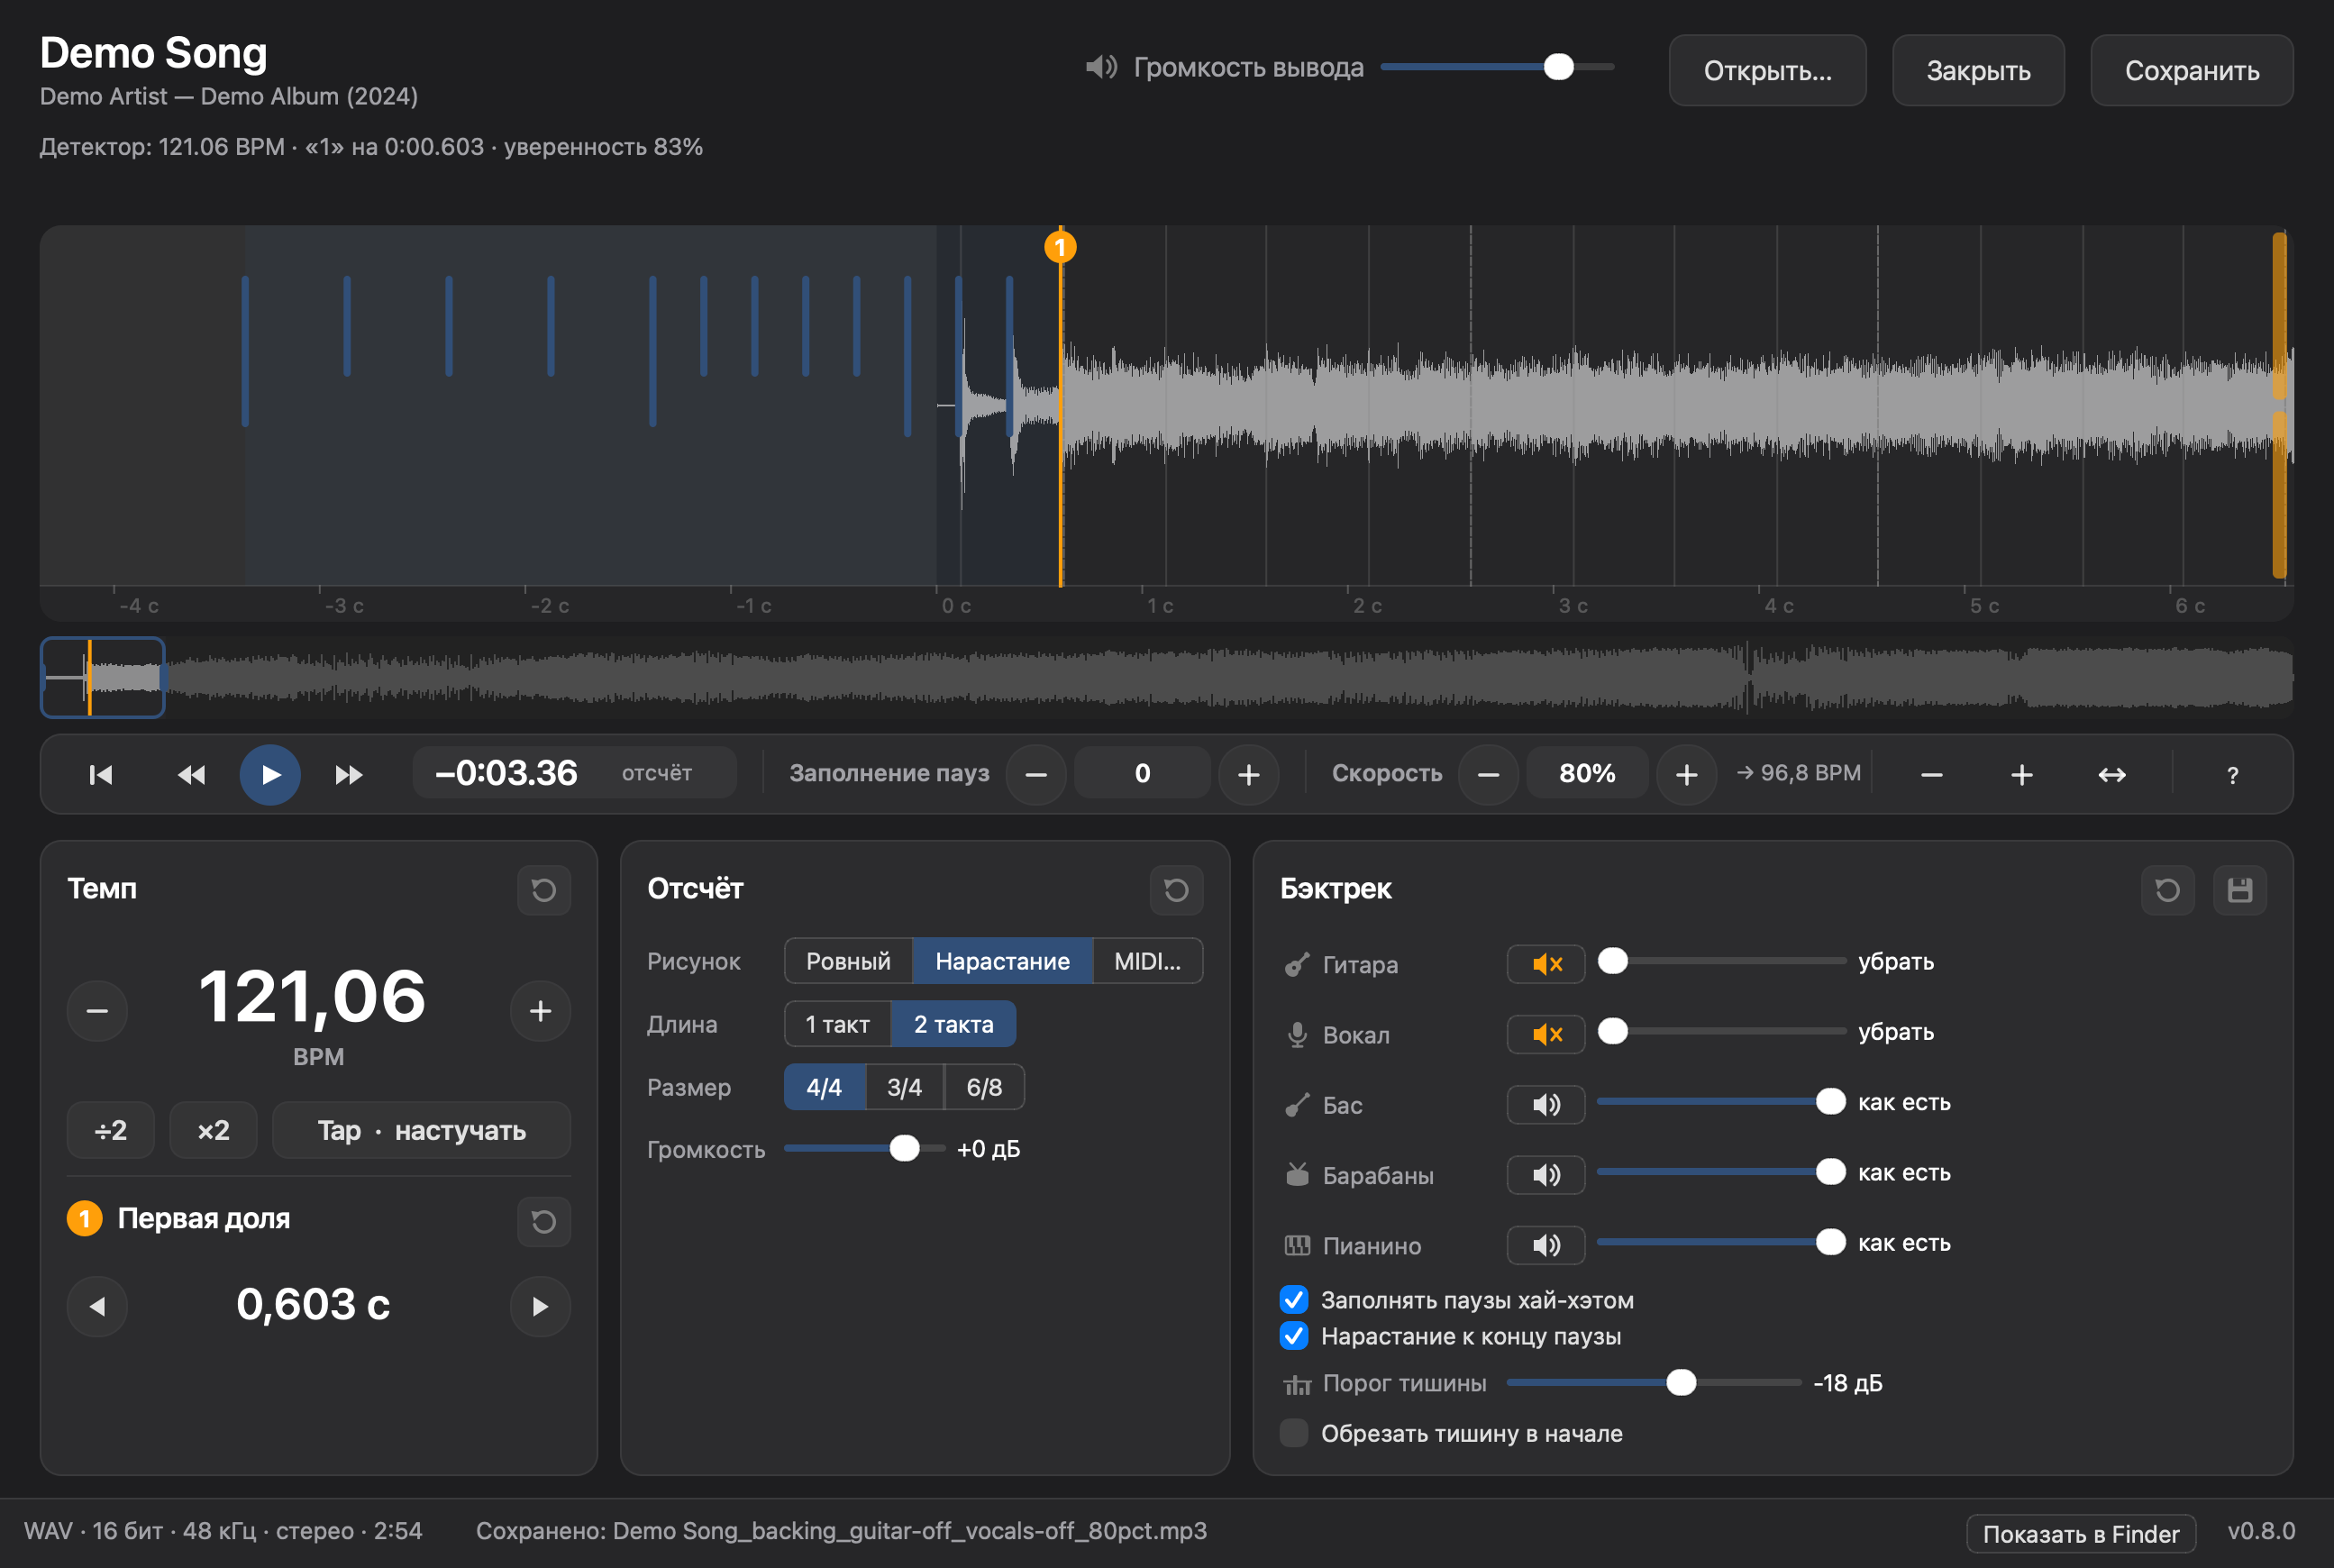 Demo Song
Demo Artist — Demo Album (2024)
Детектор: 121.06 BPM · «1» на 0:00.603 · уверенность 83%
Громкость вывода
Открыть...
Закрыть
Сохранить
1
-4 с
-3 с
-2 с
-1 с
0 с
1 с
2 с
3 с
4 с
5 с
6 с
−0:03.36 отсчёт
Заполнение пауз − 0 +
Скорость − 80% + → 96,8 BPM − + ↔ ?
Темп
− 121,06 +
BPM
÷2
×2
Tap · настучать
1 Первая доля
0,603 с
Отсчёт
Рисунок Ровный Нарастание MIDI...
Длина 1 такт 2 такта
Размер 4/4 3/4 6/8
Громкость +0 дБ
Бэктрек
Гитара убрать
Вокал убрать
Бас как есть
Барабаны как есть
Пианино как есть
Заполнять паузы хай-хэтом
Нарастание к концу паузы
Порог тишины -18 дБ
Обрезать тишину в начале
WAV · 16 бит · 48 кГц · стерео · 2:54
Сохранено: Demo Song_backing_guitar-off_vocals-off_80pct.mp3
Показать в Finder
v0.8.0